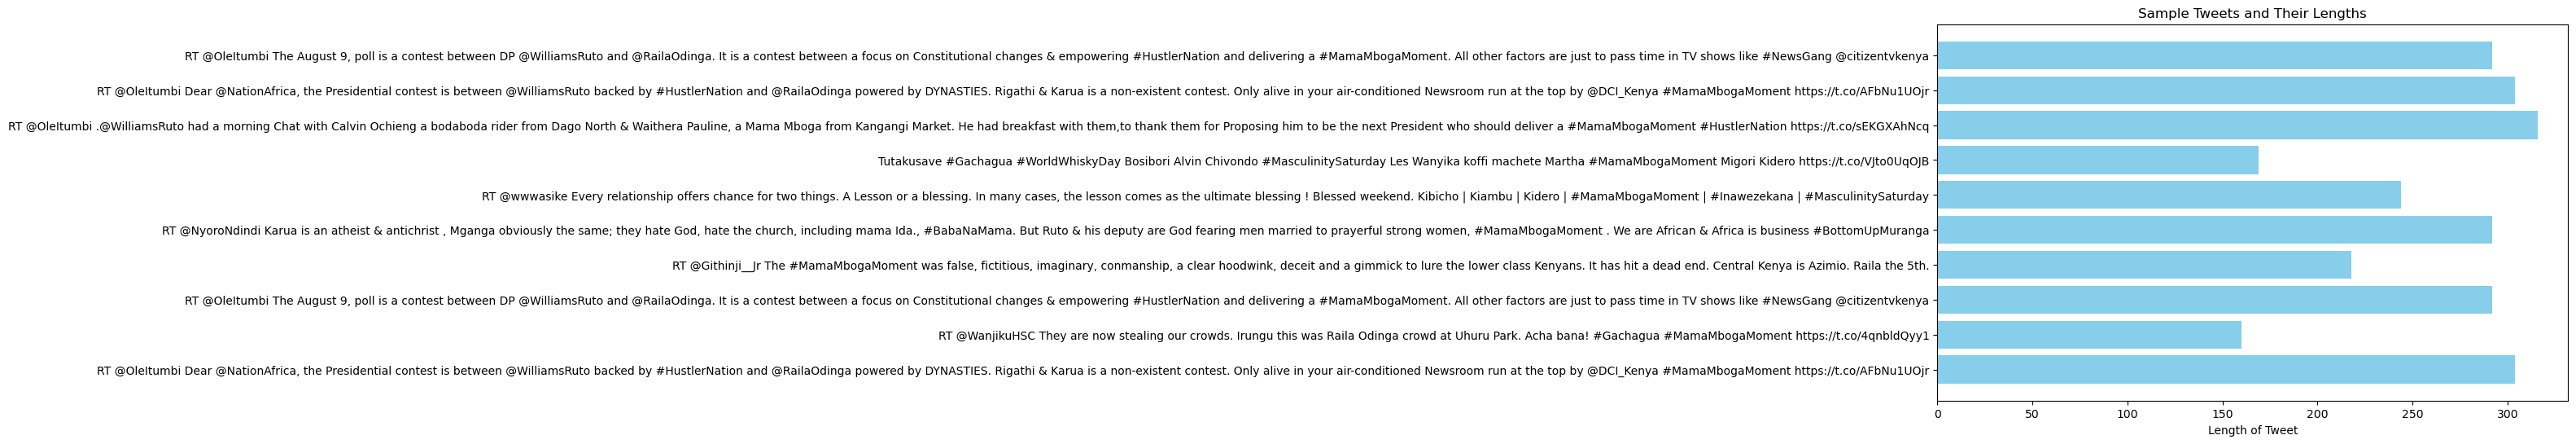 Sample Tweets and Their Lengths
RT @OleItumbi The August 9, poll is a contest between DP @WilliamsRuto and @RailaOdinga. It is a contest between a focus on Constitutional changes & empowering #HustlerNation and delivering a #MamaMbogaMoment. All other factors are just to pass time in TV shows like #NewsGang @citizentvkenya
RT @OleItumbi Dear @NationAfrica, the Presidential contest is between @WilliamsRuto backed by #HustlerNation and @RailaOdinga powered by DYNASTIES. Rigathi & Karua is a non-existent contest. Only alive in your air-conditioned Newsroom run at the top by @DCI_Kenya #MamaMbogaMoment https://t.co/AFbNu1UOjr
RT @OleItumbi .@WilliamsRuto had a morning Chat with Calvin Ochieng a bodaboda rider from Dago North & Waithera Pauline, a Mama Mboga from Kangangi Market. He had breakfast with them,to thank them for Proposing him to be the next President who should deliver a #MamaMbogaMoment #HustlerNation https://t.co/sEKGXAhNcq
Tutakusave #Gachagua #WorldWhiskyDay Bosibori Alvin Chivondo #MasculinitySaturday Les Wanyika koffi machete Martha #MamaMbogaMoment Migori Kidero https://t.co/VJto0UqOJB
RT @wwwasike Every relationship offers chance for two things. A Lesson or a blessing. In many cases, the lesson comes as the ultimate blessing ! Blessed weekend. Kibicho | Kiambu | Kidero | #MamaMbogaMoment | #Inawezekana | #MasculinitySaturday
RT @NyoroNdindi Karua is an atheist & antichrist , Mganga obviously the same; they hate God, hate the church, including mama Ida., #BabaNaMama. But Ruto & his deputy are God fearing men married to prayerful strong women, #MamaMbogaMoment . We are African & Africa is business #BottomUpMuranga
RT @Githinji__Jr The #MamaMbogaMoment was false, fictitious, imaginary, conmanship, a clear hoodwink, deceit and a gimmick to lure the lower class Kenyans. It has hit a dead end. Central Kenya is Azimio. Raila the 5th.
RT @OleItumbi The August 9, poll is a contest between DP @WilliamsRuto and @RailaOdinga. It is a contest between a focus on Constitutional changes & empowering #HustlerNation and delivering a #MamaMbogaMoment. All other factors are just to pass time in TV shows like #NewsGang @citizentvkenya
RT @WanjikuHSC They are now stealing our crowds. Irungu this was Raila Odinga crowd at Uhuru Park. Acha bana! #Gachagua #MamaMbogaMoment https://t.co/4qnbldQyy1
RT @OleItumbi Dear @NationAfrica, the Presidential contest is between @WilliamsRuto backed by #HustlerNation and @RailaOdinga powered by DYNASTIES. Rigathi & Karua is a non-existent contest. Only alive in your air-conditioned Newsroom run at the top by @DCI_Kenya #MamaMbogaMoment https://t.co/AFbNu1UOjr
0 50 100 150 200 250 300
Length of Tweet